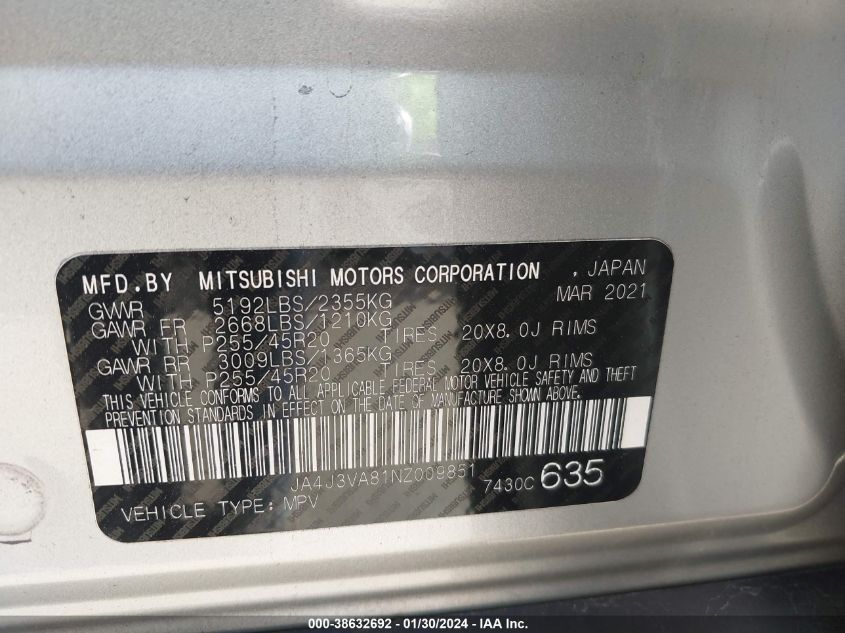 MFD.BY MITSUBISHI MOTORS CORPORATION , JAPAN
MAR 2021
GVWR 5192LBS/2355KG
GAWR FR 2668LBS/1210KG
WITH P255/45R20 TIRES 20X8.0J RIMS
GAWR RR 3009LBS/1365KG
WITH P255/45R20 TIRES 20X8.0J RIMS
THIS VEHICLE CONFORMS TO ALL APPLICABLE FEDERAL MOTOR VEHICLE SAFETY AND THEFT
PREVENTION STANDARDS IN EFFECT ON THE DATE OF MANUFACTURE SHOWN ABOVE.
JA4J3VA81NZ009851
7430C 635
VEHICLE TYPE: MPV
000-38632692 - 01/30/2024 - IAA Inc.